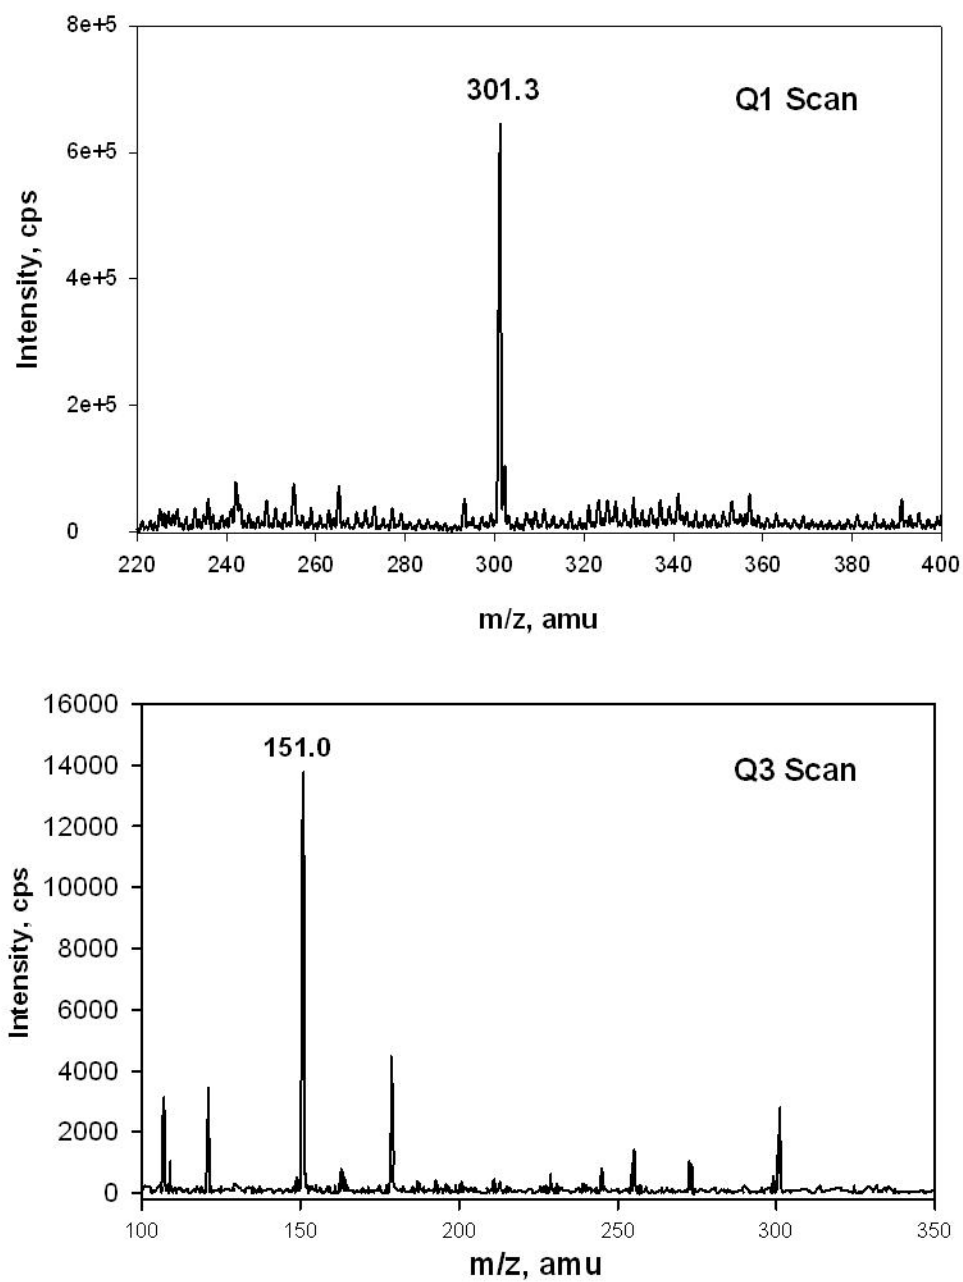 8e+5
301.3
Q1 Scan
6e+5
Intensity, cps
4e+5
2e+5
0
220 240 260 280 300 320 340 360 380 400
m/z, amu
16000
151.0
Q3 Scan
14000
12000
10000
Intensity, cps
8000
6000
4000
2000
0
100 150 200 250 300 350
m/z, amu